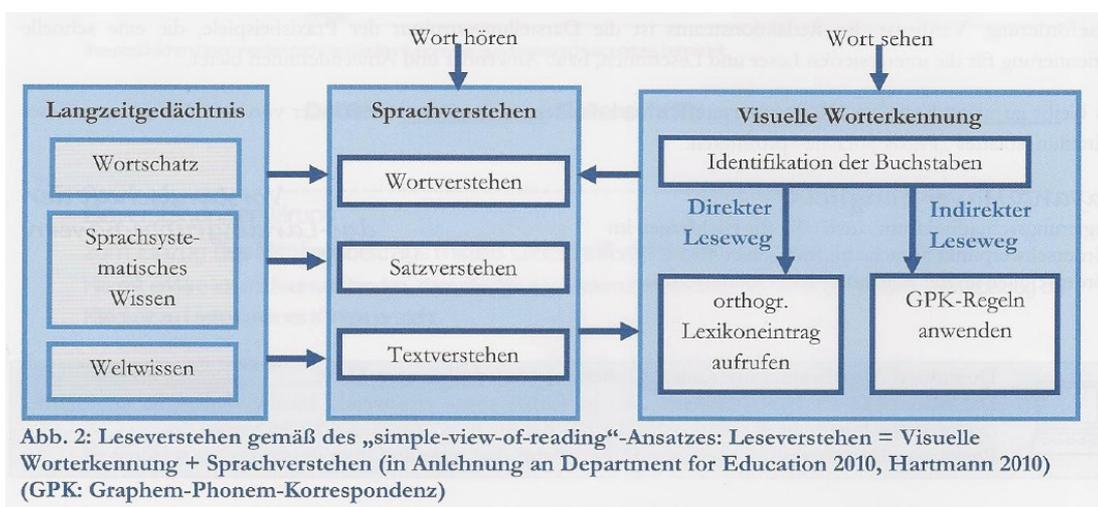 Wort hören
Wort sehen
Langzeitgedächtnis
Wortschatz
Sprachsyste-
matisches
Wissen
Weltwissen
Sprachverstehen
Wortverstehen
Satzverstehen
Textverstehen
Visuelle Worterkennung
Identifikation der Buchstaben
Direkter
Leseweg
Indirekter
Leseweg
orthogr.
Lexikoneintrag
aufrufen
GPK-Regeln
anwenden
Abb. 2: Leseverstehen gemäß des „simple-view-of-reading“-Ansatzes: Leseverstehen = Visuelle
Worterkennung + Sprachverstehen (in Anlehnung an Department for Education 2010, Hartmann 2010)
(GPK: Graphem-Phonem-Korrespondenz)